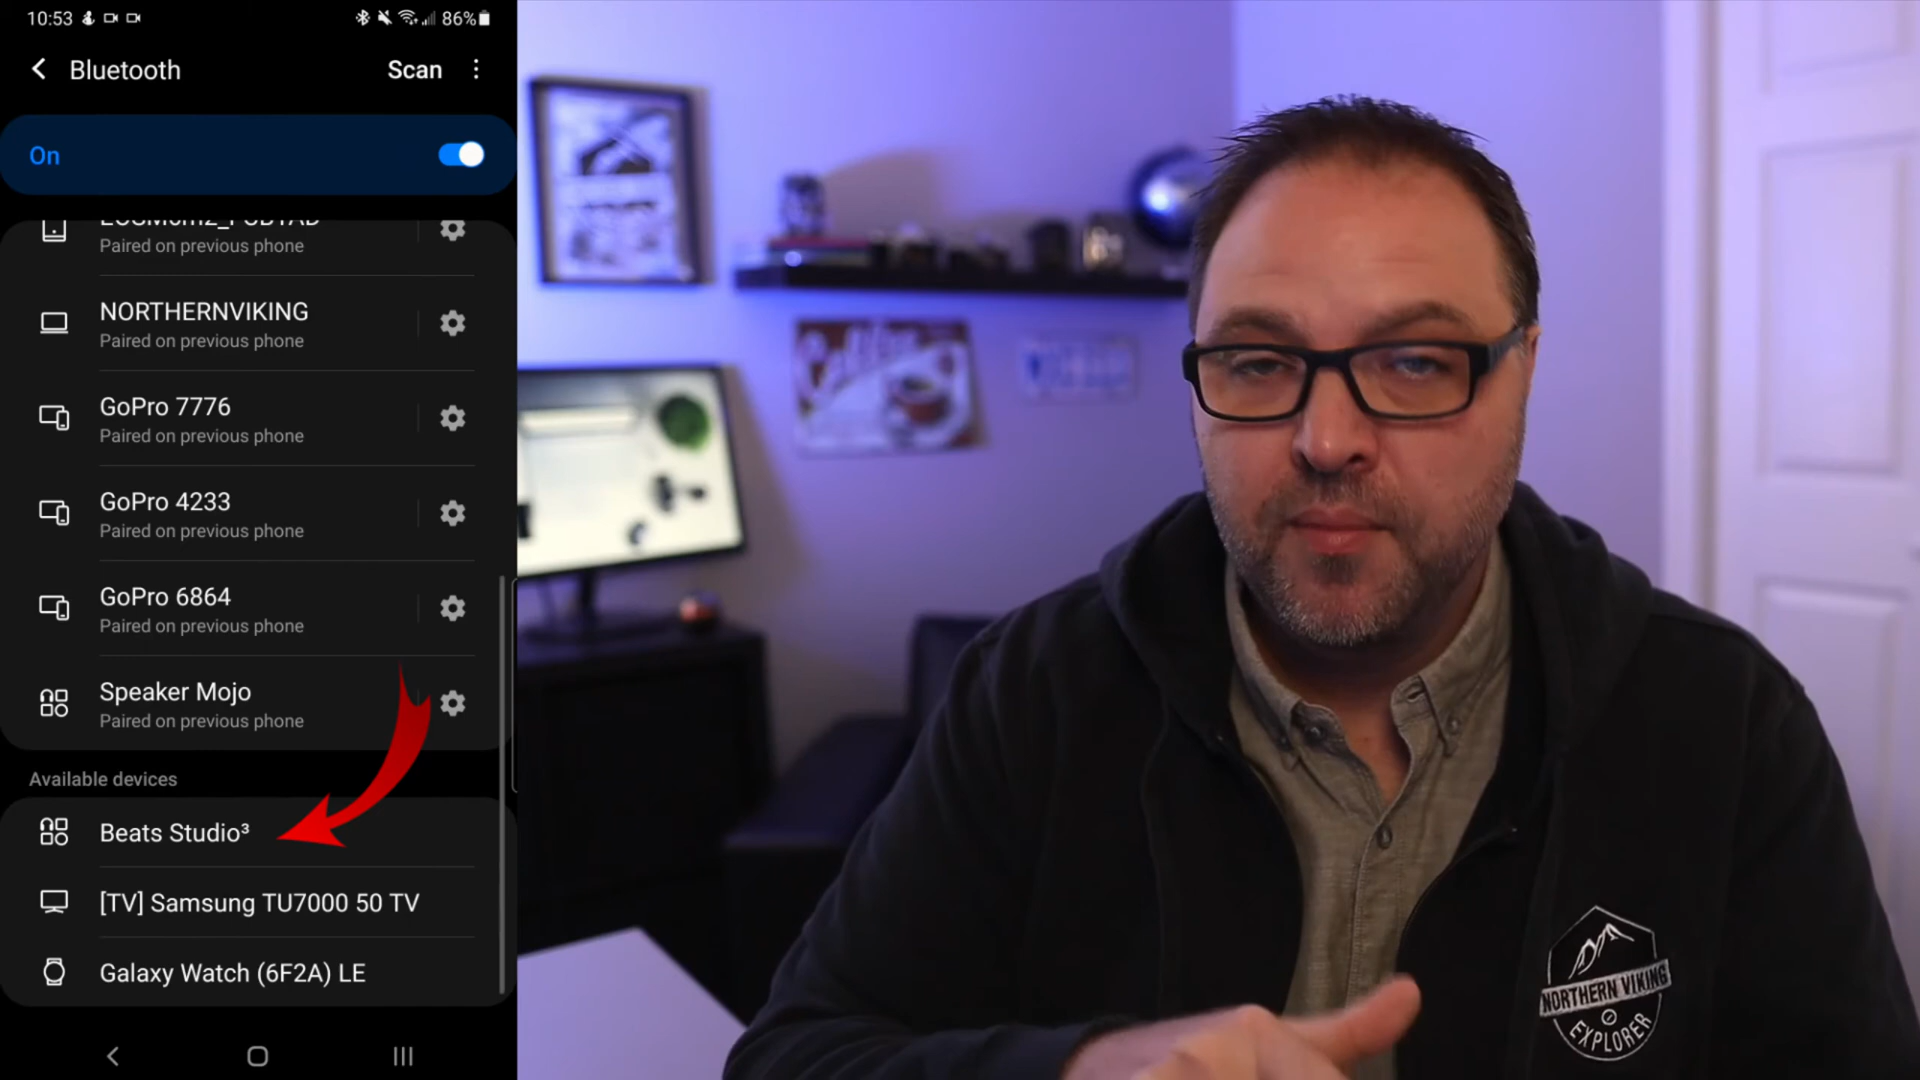 10:53
86%
Bluetooth
Scan
On
Paired on previous phone
NORTHERNVIKING
Paired on previous phone
GoPro 7776
Paired on previous phone
GoPro 4233
Paired on previous phone
GoPro 6864
Paired on previous phone
Speaker Mojo
Paired on previous phone
Available devices
Beats Studio³
[TV] Samsung TU7000 50 TV
Galaxy Watch (6F2A) LE
Coffee
NORTHERN VIKING
EXPLORER